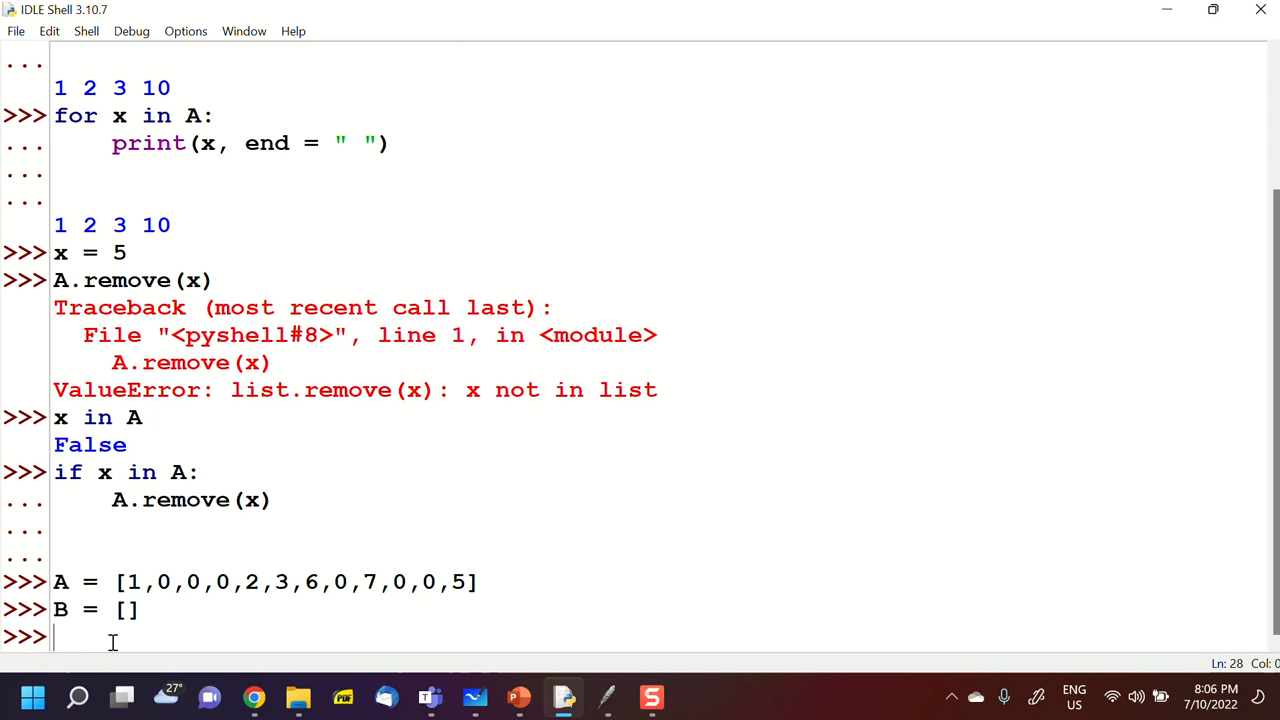 IDLE Shell 3.10.7
File Edit Shell Debug Options Window Help
...
1 2 3 10
>>> for x in A:
... print(x, end = " ")
...
...
1 2 3 10
>>> x = 5
>>> A.remove(x)
Traceback (most recent call last):
File "<pyshell#8>", line 1, in <module>
A.remove(x)
ValueError: list.remove(x): x not in list
>>> x in A
False
>>> if x in A:
... A.remove(x)
...
...
>>> A = [1,0,0,0,2,3,6,0,7,0,0,5]
>>> B = []
>>>
Ln: 28 Col: 0
27°
PDF
ENG
US
8:06 PM
7/10/2022